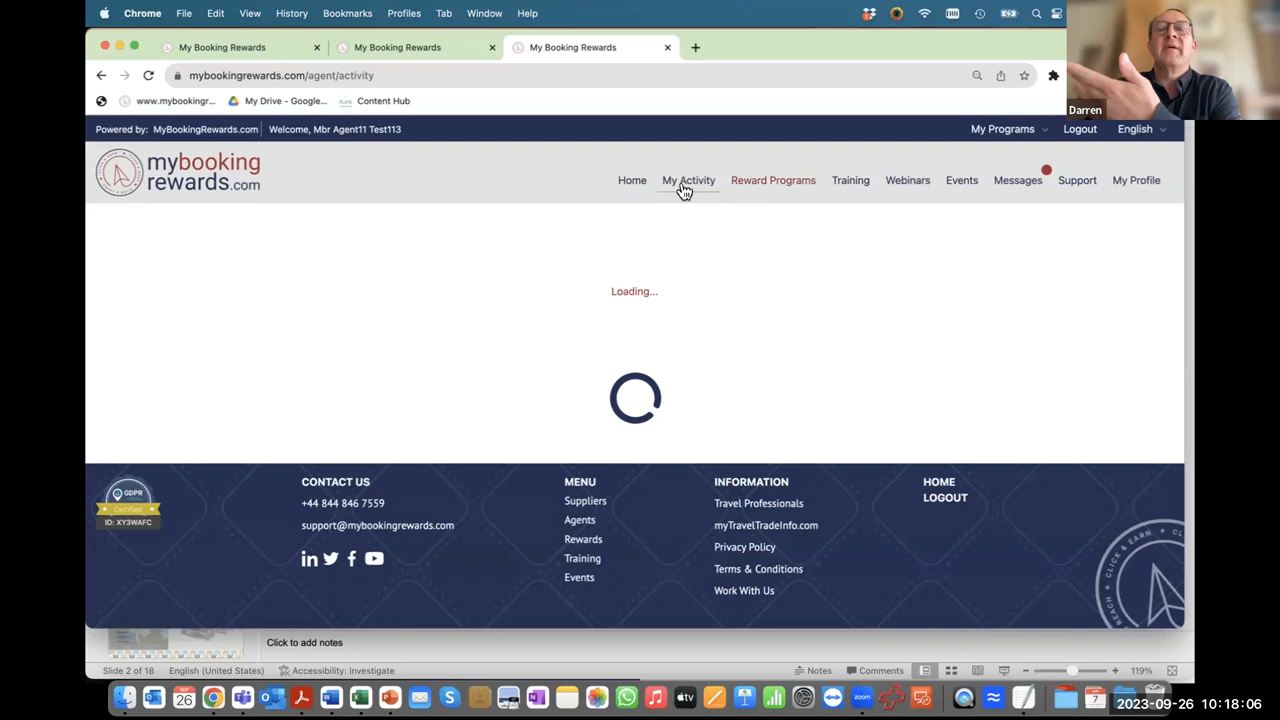 Chrome File Edit View History Bookmarks Profiles Tab Window Help
My Booking Rewards My Booking Rewards My Booking Rewards
mybookingrewards.com/agent/activity
www.mybookingr... My Drive - Google... Content Hub
Darren
Powered by: MyBookingRewards.com Welcome, Mbr Agent11 Test113 My Programs Logout English
mybooking
rewards.com
Home My Activity Reward Programs Training Webinars Events Messages Support My Profile
Loading...
GDPR
Certified
ID: XY3WAFC
CONTACT US
+44 844 846 7559
support@mybookingrewards.com
MENU
Suppliers
Agents
Rewards
Training
Events
INFORMATION
Travel Professionals
myTravelTradeInfo.com
Privacy Policy
Terms & Conditions
Work With Us
HOME
LOGOUT
CLICK & EARN
REACH
Click to add notes
Slide 2 of 18 English (United States) Accessibility: Investigate Notes Comments 119%
2023-09-26 10:18:06